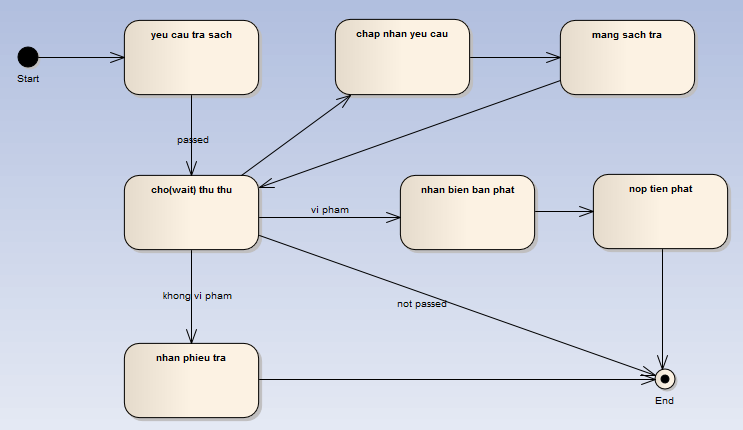 yeu cau tra sach
chap nhan yeu cau
mang sach tra
Start
passed
cho(wait) thu thu
nhan bien ban phat
nop tien phat
vi pham
khong vi pham
not passed
nhan phieu tra
End